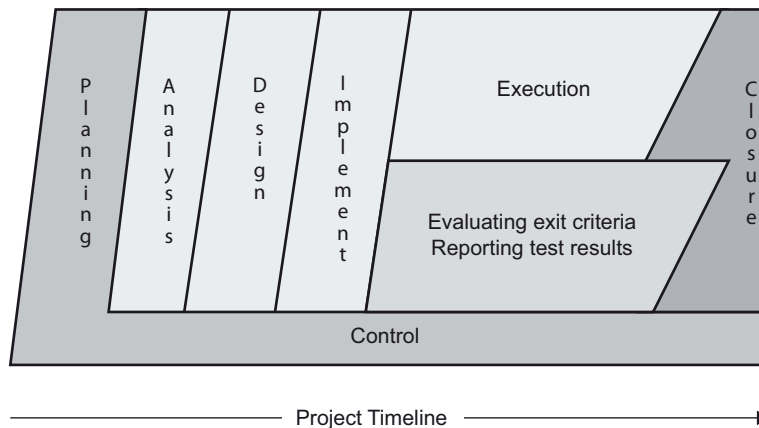 Planning
Analysis
Design
Implement
Execution
Closure
Evaluating exit criteria
Reporting test results
Control
Project Timeline